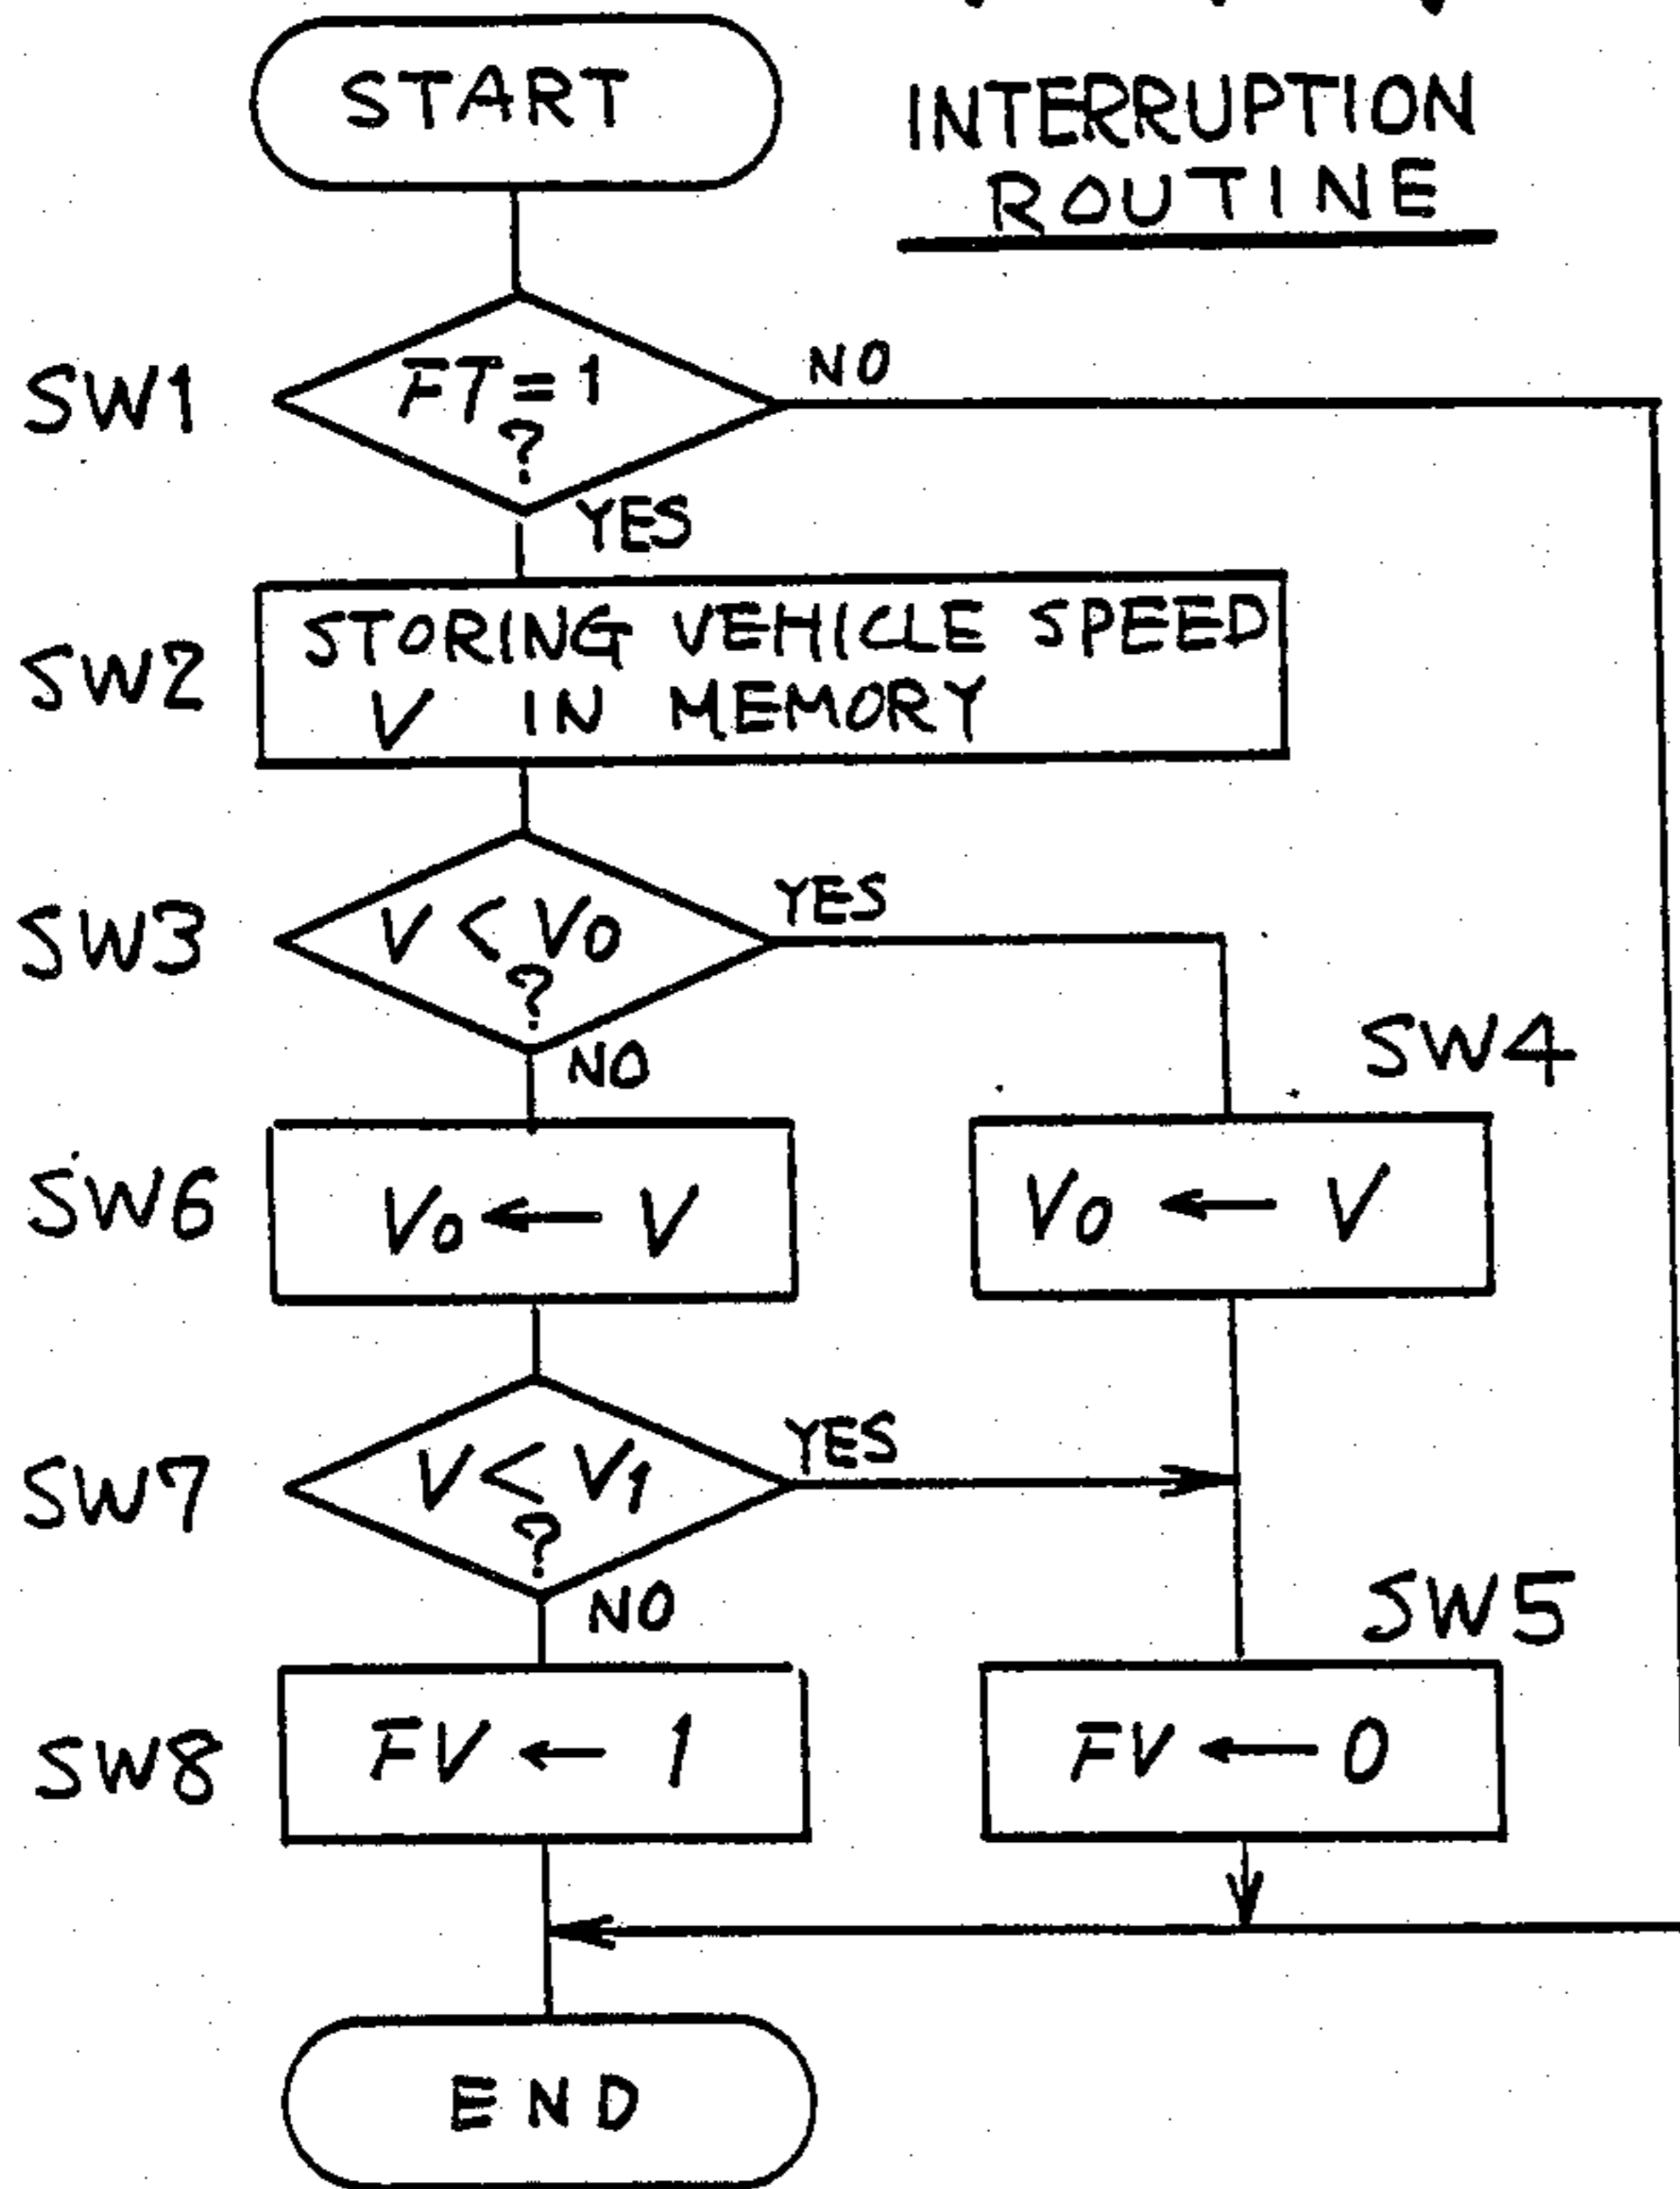 START
INTERRUPTION
ROUTINE
SW1
FT=1
?
NO
YES
SW2
STORING VEHICLE SPEED
V IN MEMORY
SW3
V < V0
?
YES
NO
SW4
V0 ← V
SW6
V0 ← V
SW7
V < V1
?
YES
NO
SW5
FV ← 0
SW8
FV ← 1
END